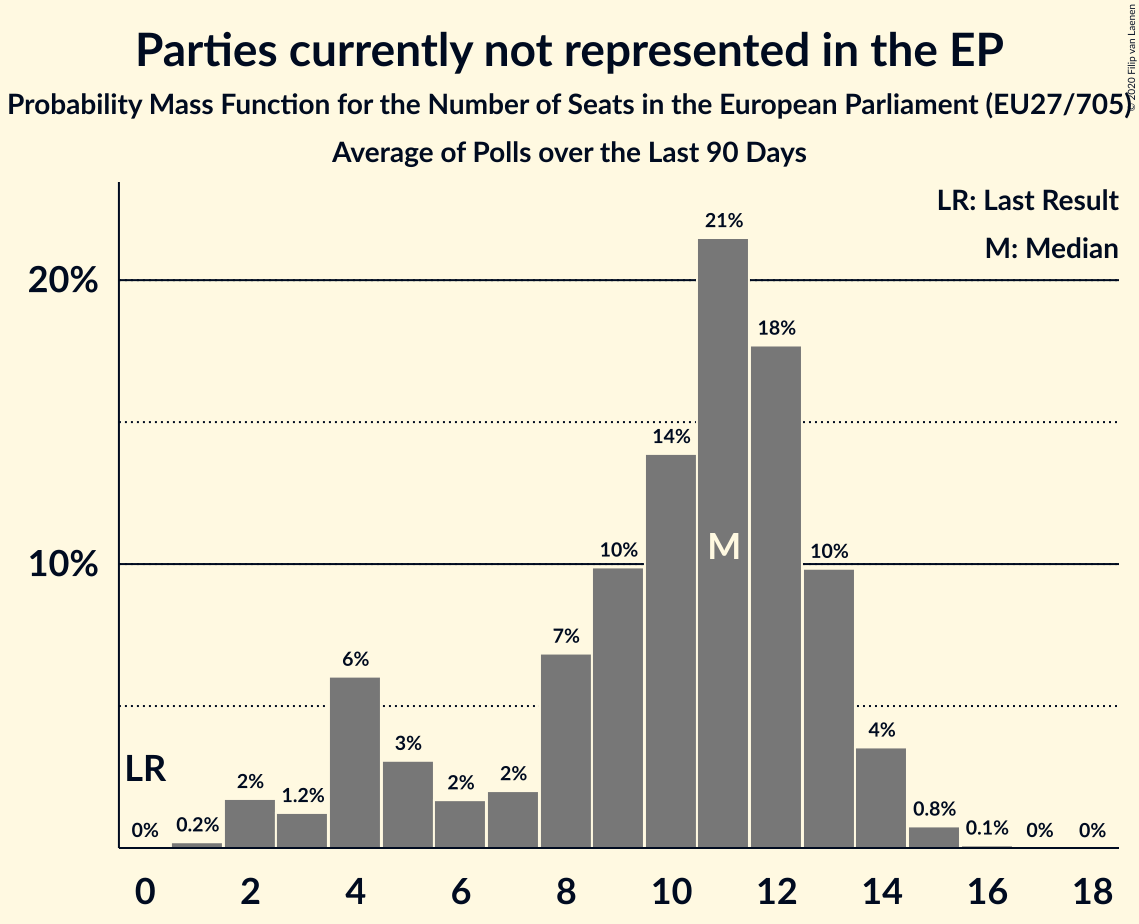 Parties currently not represented in the EP
Probability Mass Function for the Number of Seats in the European Parliament (EU27/705)
Average of Polls over the Last 90 Days
© 2020 Filip van Laenen
LR: Last Result
M: Median
20%
10%
LR
M
0%
0.2%
2%
1.2%
6%
3%
2%
2%
7%
10%
14%
21%
18%
10%
4%
0.8%
0.1%
0%
0%
0 2 4 6 8 10 12 14 16 18